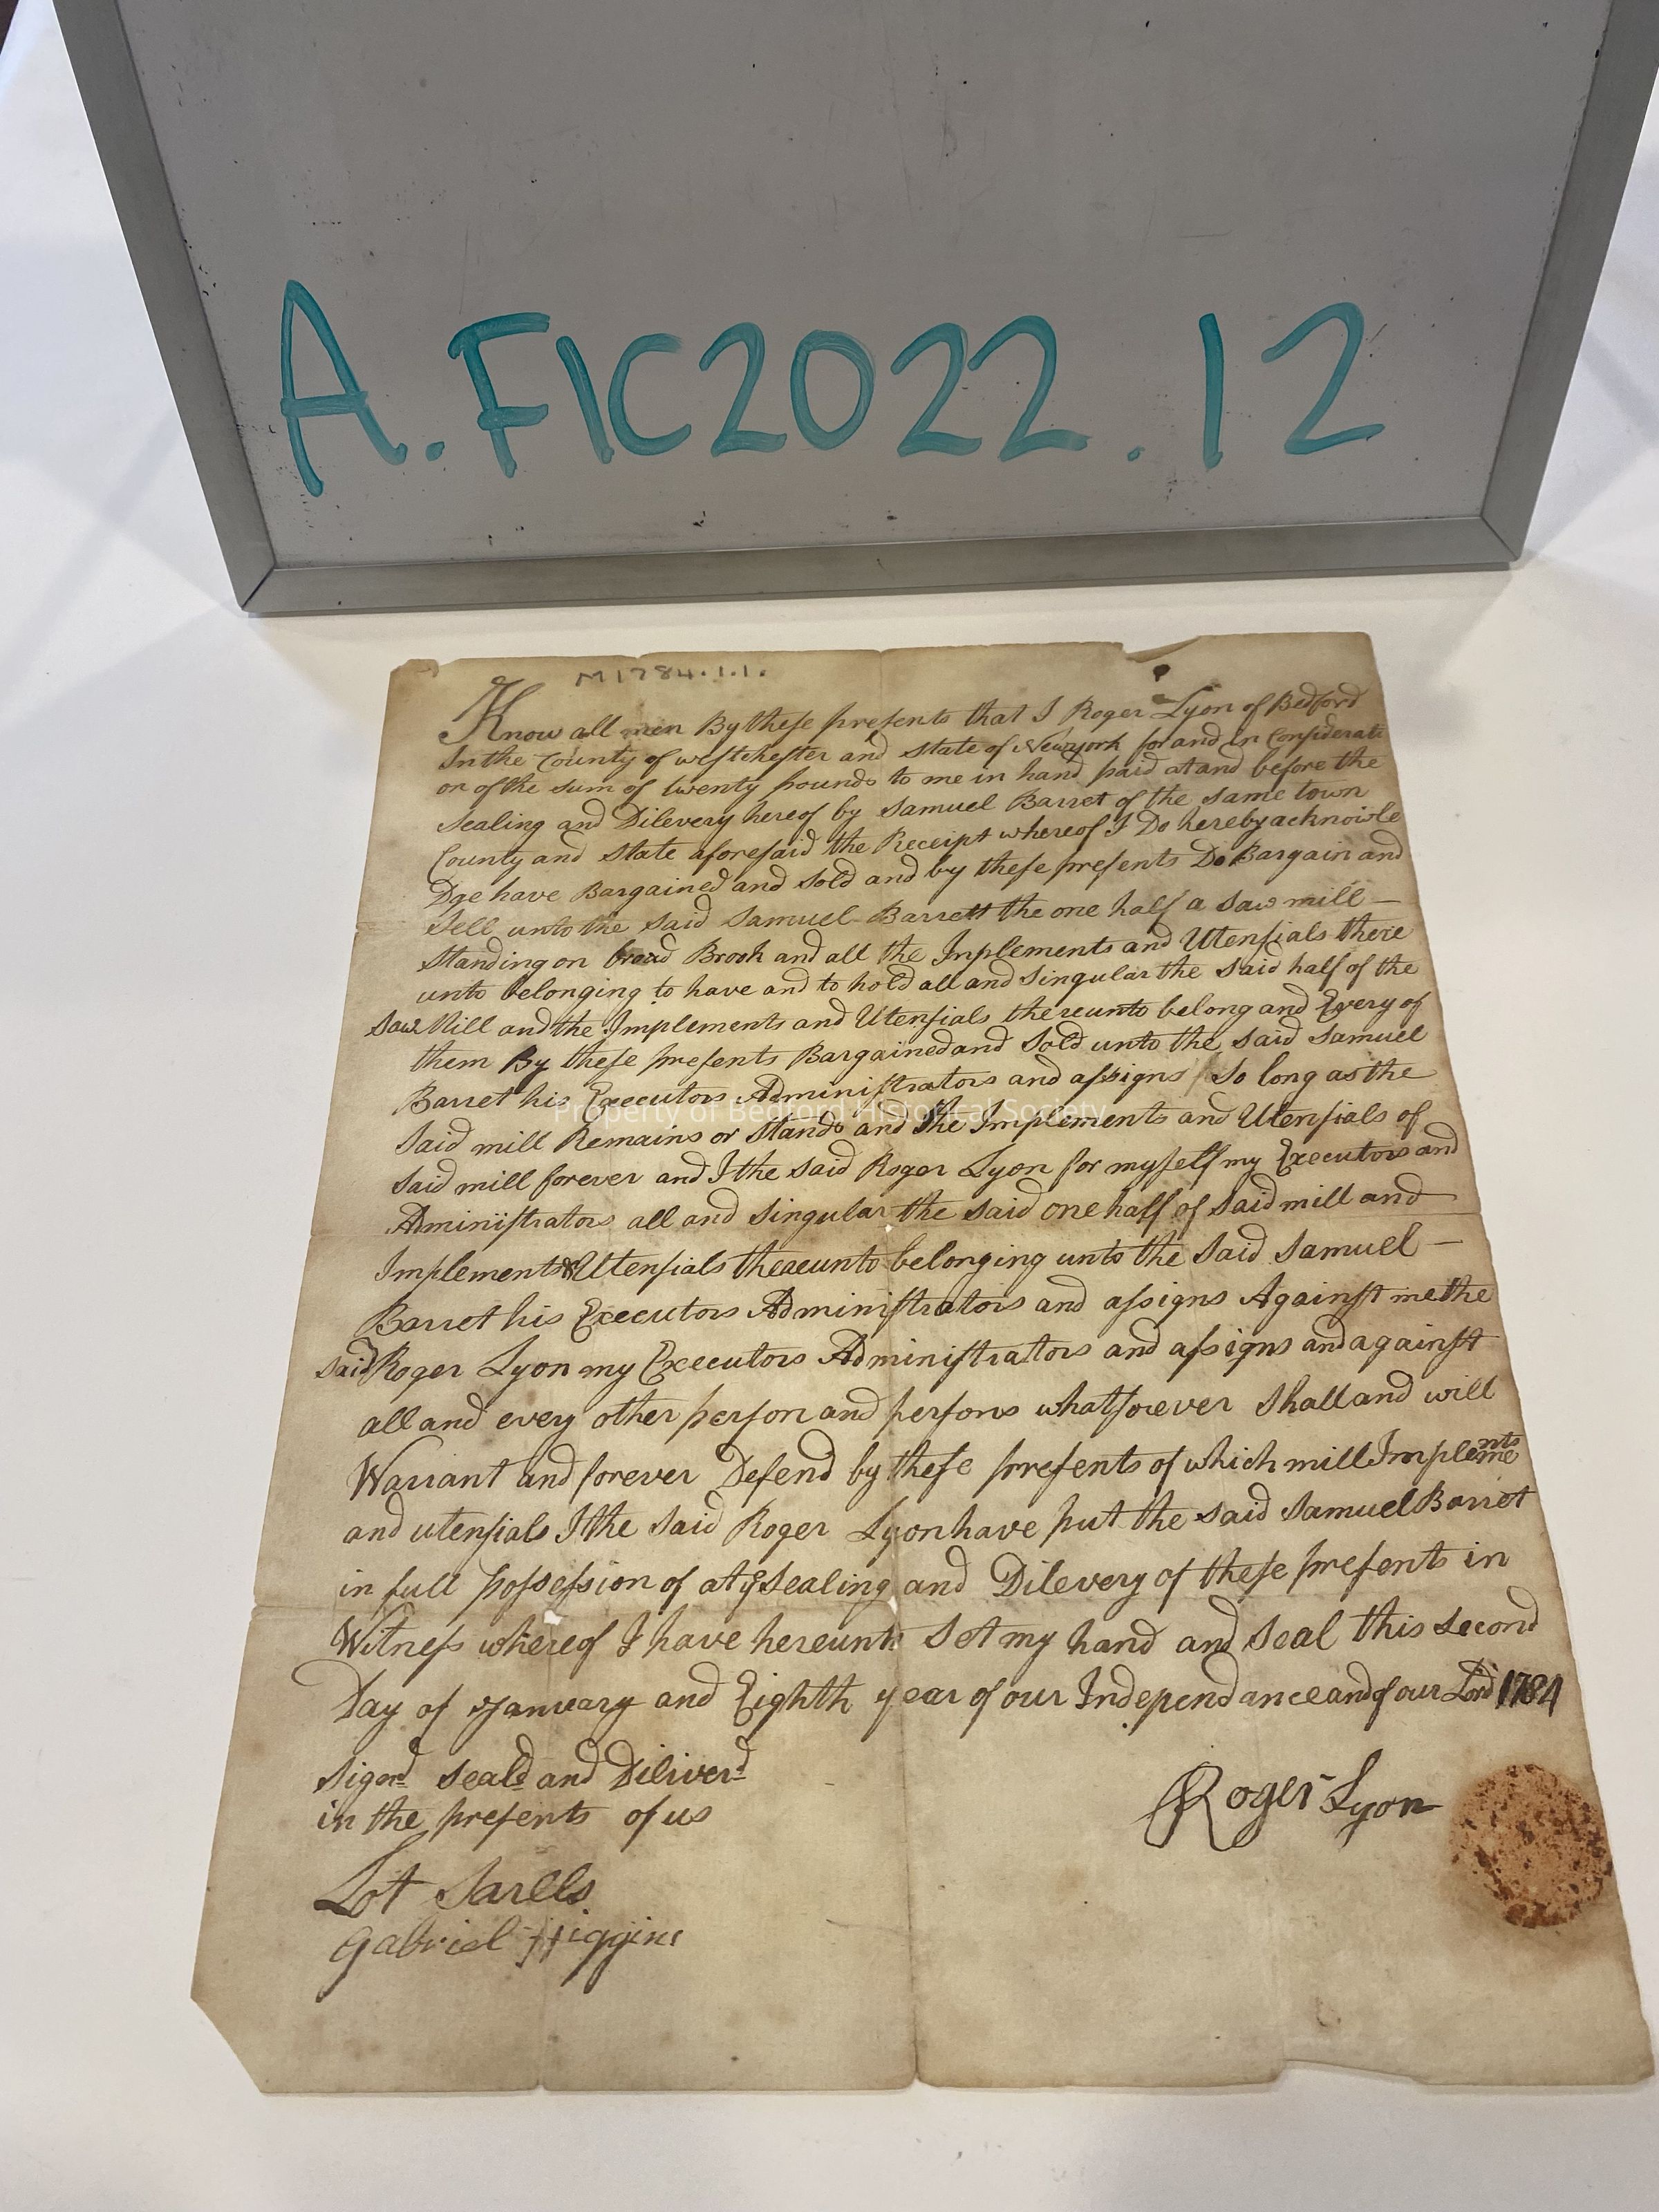 A.FIC2022.12
M1784.1.1.
Know all men By these presents that I Roger Lyon of Bedford
In the County of westchester and state of Newyork for and in Considerati
on of the sum of twenty pounds to me in hand paid at and before the
Sealing and Dilevery hereof by Samuel Barret of the same town
County and State aforesaid the Receipt whereof I Do hereby acknowle
Dge have Bargained and Sold and by these presents Do Bargain and
Sell unto the said Samuel Barrett the one half a Saw mill —
Standing on broad Brook and all the Inplements and Utensials there
unto belonging to have and to hold all and singular the said half of the
Saw Mill and the Implements and Utensials thereunto belong and Every of
them By these presents Bargained and Sold unto the said Samuel
Barret his Executors Administrators and assigns So long as the
Said mill Remains or Stands and the Implements and Utensials of
Said mill forever and I the said Roger Lyon for myself my Executors and
Administrators all and Singular the said one half of Said mill and
Implements & Utensials theaeunto belonging unto the Said Samuel —
Barret his Executors Administrators and assigns Against me the
Said Roger Lyon my Executors Administrators and assigns and against
all and every other person and persons whatsoever Shall and will
Warrant and forever Defend by these presents of which mill Implements
and utensials I the Said Roger Lyon have put the said Samuel Barret
in full possession of at ye Sealing and Dilevery of these presents in
Witness whereof I have hereunto Set my hand and Seal this Second
Day of January and Eighth year of our Independance and of our Lord 1784
Signd Seald and Diliverd
in the presents of us
Roger Lyon
Lot Sarlls
Gabriel Higgins
Property of Bedford Historical Society